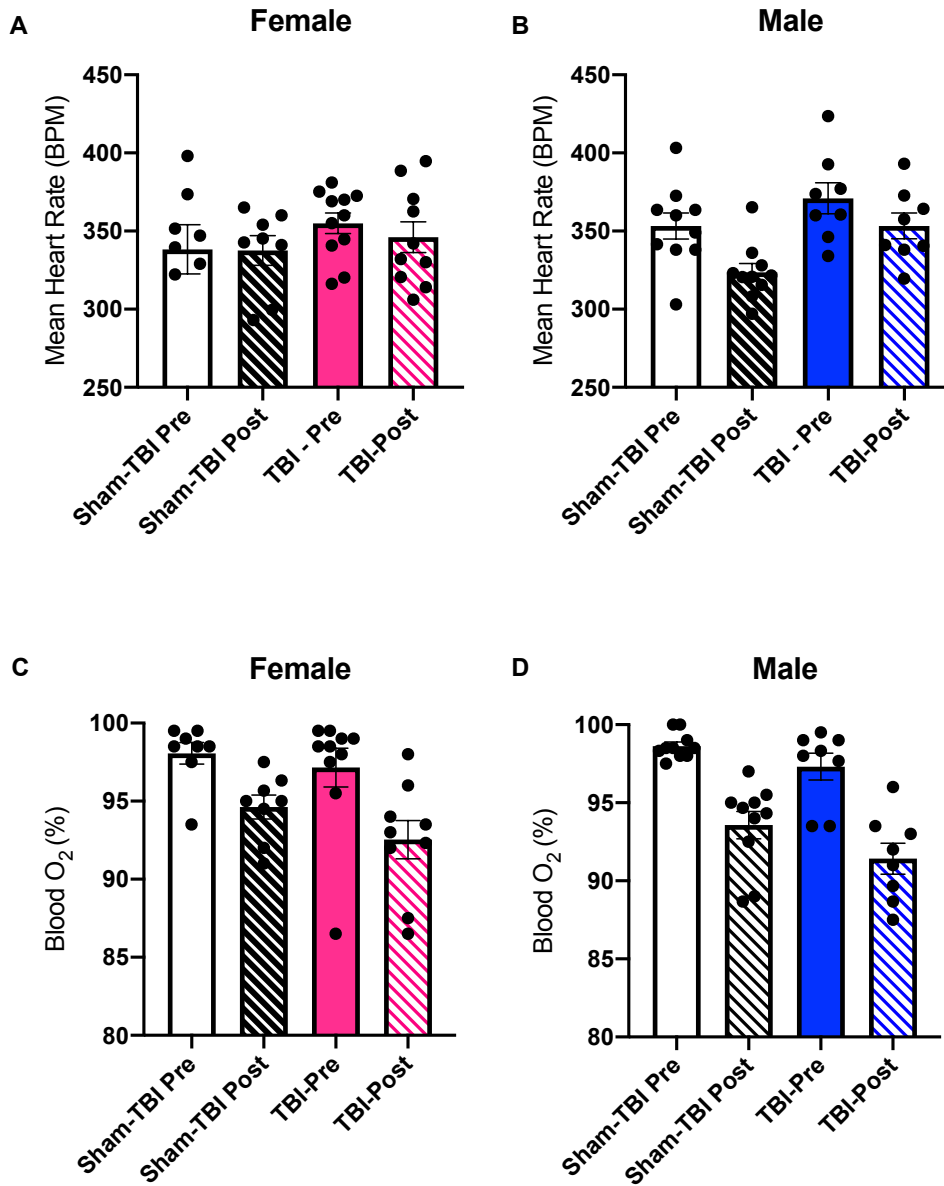 A
Female
Mean Heart Rate (BPM)
450
400
350
300
250
Sham-TBI Pre
Sham-TBI Post
TBI - Pre
TBI-Post
B
Male
Mean Heart Rate (BPM)
450
400
350
300
250
Sham-TBI Pre
Sham-TBI Post
TBI - Pre
TBI-Post
C
Female
Blood O2 (%)
100
95
90
85
80
Sham-TBI Pre
Sham-TBI Post
TBI-Pre
TBI-Post
D
Male
Blood O2 (%)
100
95
90
85
80
Sham-TBI Pre
Sham-TBI Post
TBI-Pre
TBI-Post